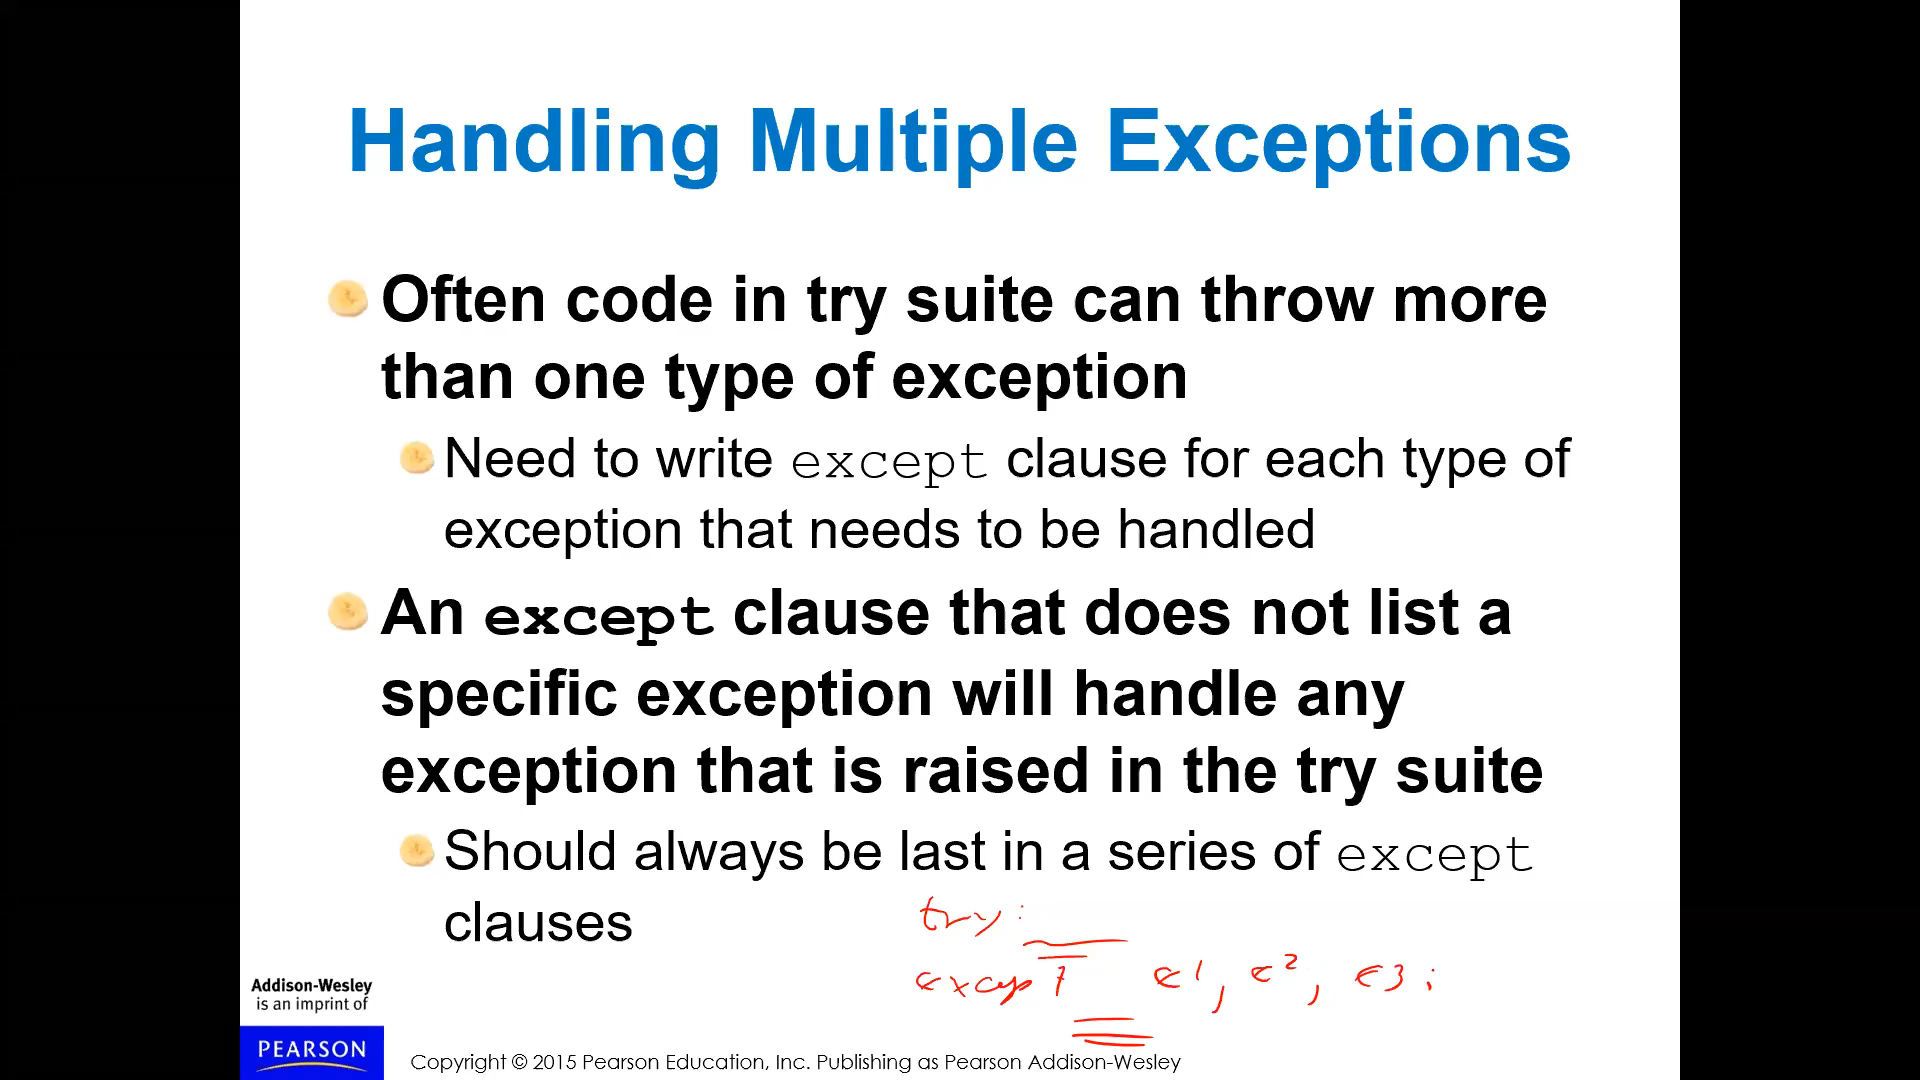 Handling Multiple Exceptions
Often code in try suite can throw more
than one type of exception
Need to write except clause for each type of
exception that needs to be handled
An except clause that does not list a
specific exception will handle any
exception that is raised in the try suite
Should always be last in a series of except
clauses
try:
except e1, e2, e3:
Addison-Wesley
is an imprint of
PEARSON
Copyright © 2015 Pearson Education, Inc. Publishing as Pearson Addison-Wesley